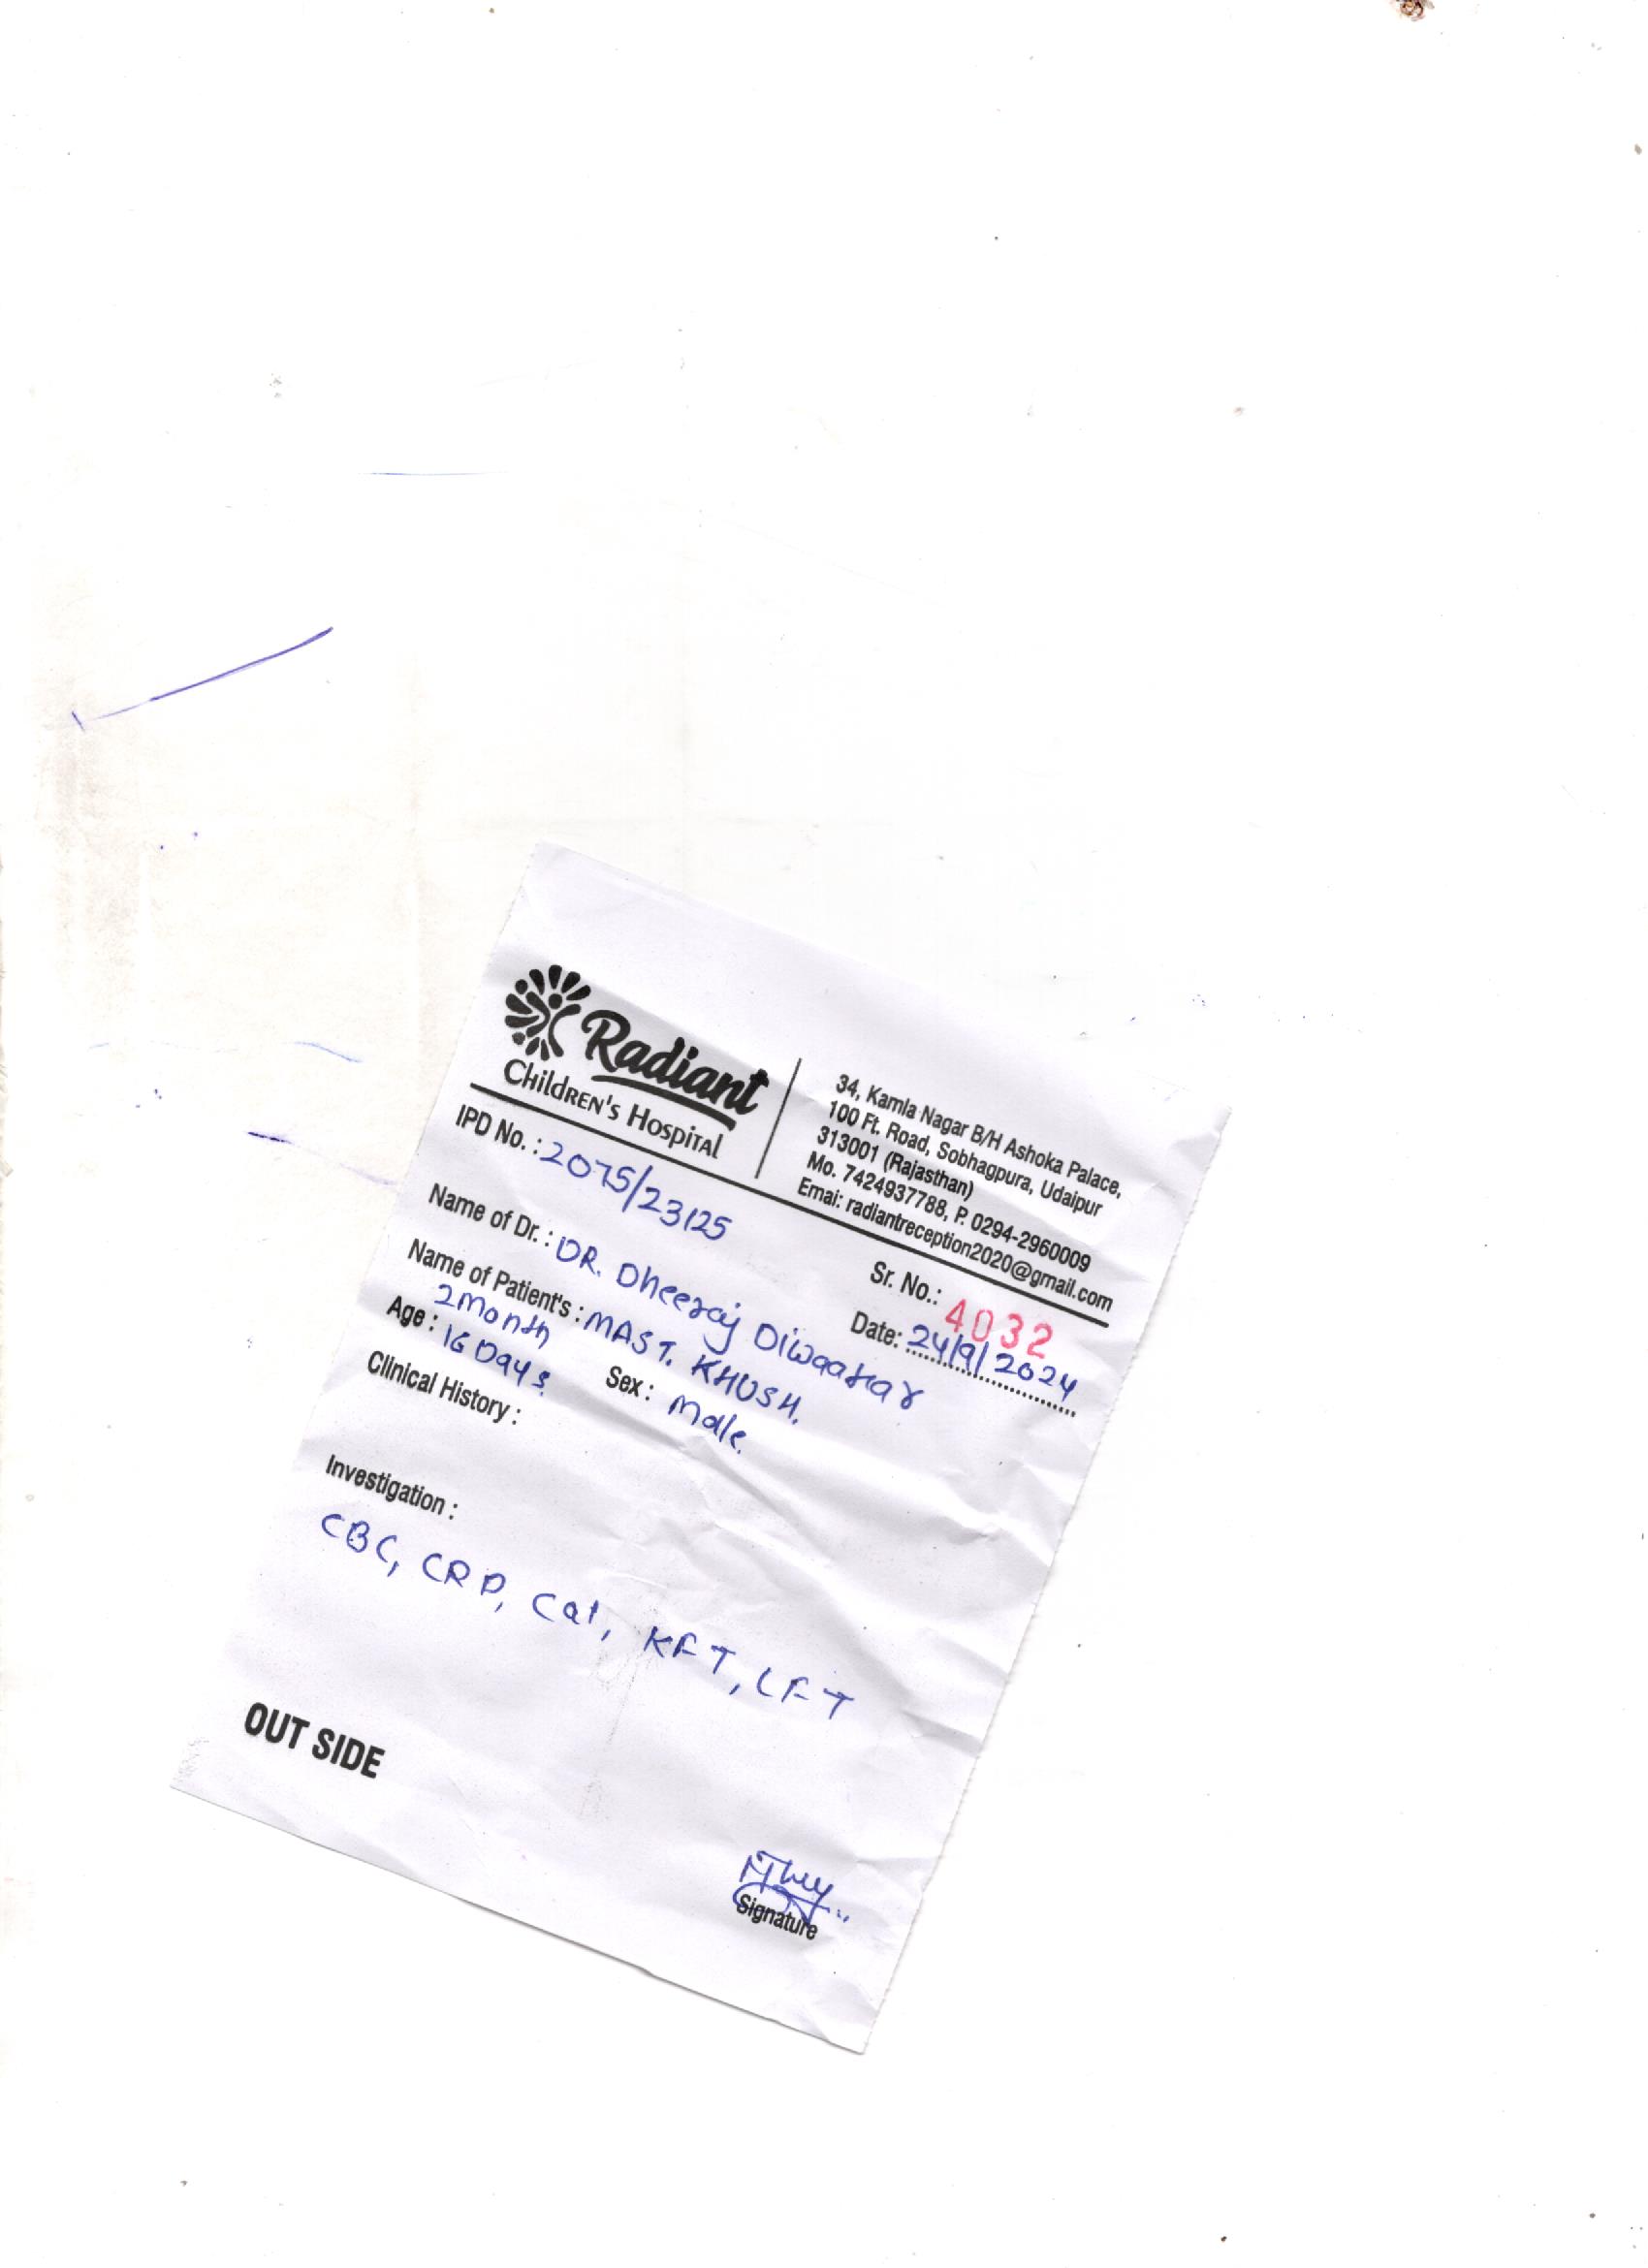 Radiant
Children's Hospital
34, Kamla Nagar B/H Ashoka Palace,
100 Ft. Road, Sobhagpura, Udaipur
313001 (Rajasthan)
Mo. 7424937788, P. 0294-2960009
Emai: radiantreception2020@gmail.com
IPD No. : 2075/23125
Sr. No.: 4032
Name of Dr. : DR. Dheeraj Diwaakar
Date: 24/9/2024
Name of Patient's : MAST. KHUSH.
Age : 2month 16 Days.
Sex : Male.
Clinical History :
Investigation :
CBC, CRP, Cal, KFT, LFT
OUT SIDE
Signature